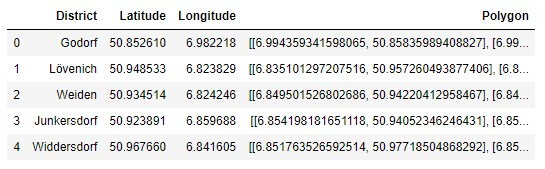 District Latitude Longitude Polygon
0 Godorf 50.852610 6.982218 [[6.994359341598065, 50.85835989408827], [6.99...
1 Lövenich 50.948533 6.823829 [[6.835101297207516, 50.957260493877406], [6.8...
2 Weiden 50.934514 6.824246 [[6.849501526802686, 50.94220412958467], [6.84...
3 Junkersdorf 50.923891 6.859688 [[6.854198181651118, 50.94052346246431], [6.85...
4 Widdersdorf 50.967660 6.841605 [[6.851763526592514, 50.97718504868292], [6.85...